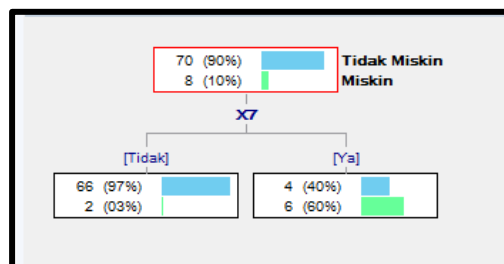 70 (90%) Tidak Miskin
8 (10%) Miskin
X7
[Tidak] [Ya]
66 (97%) 4 (40%)
2 (03%) 6 (60%)